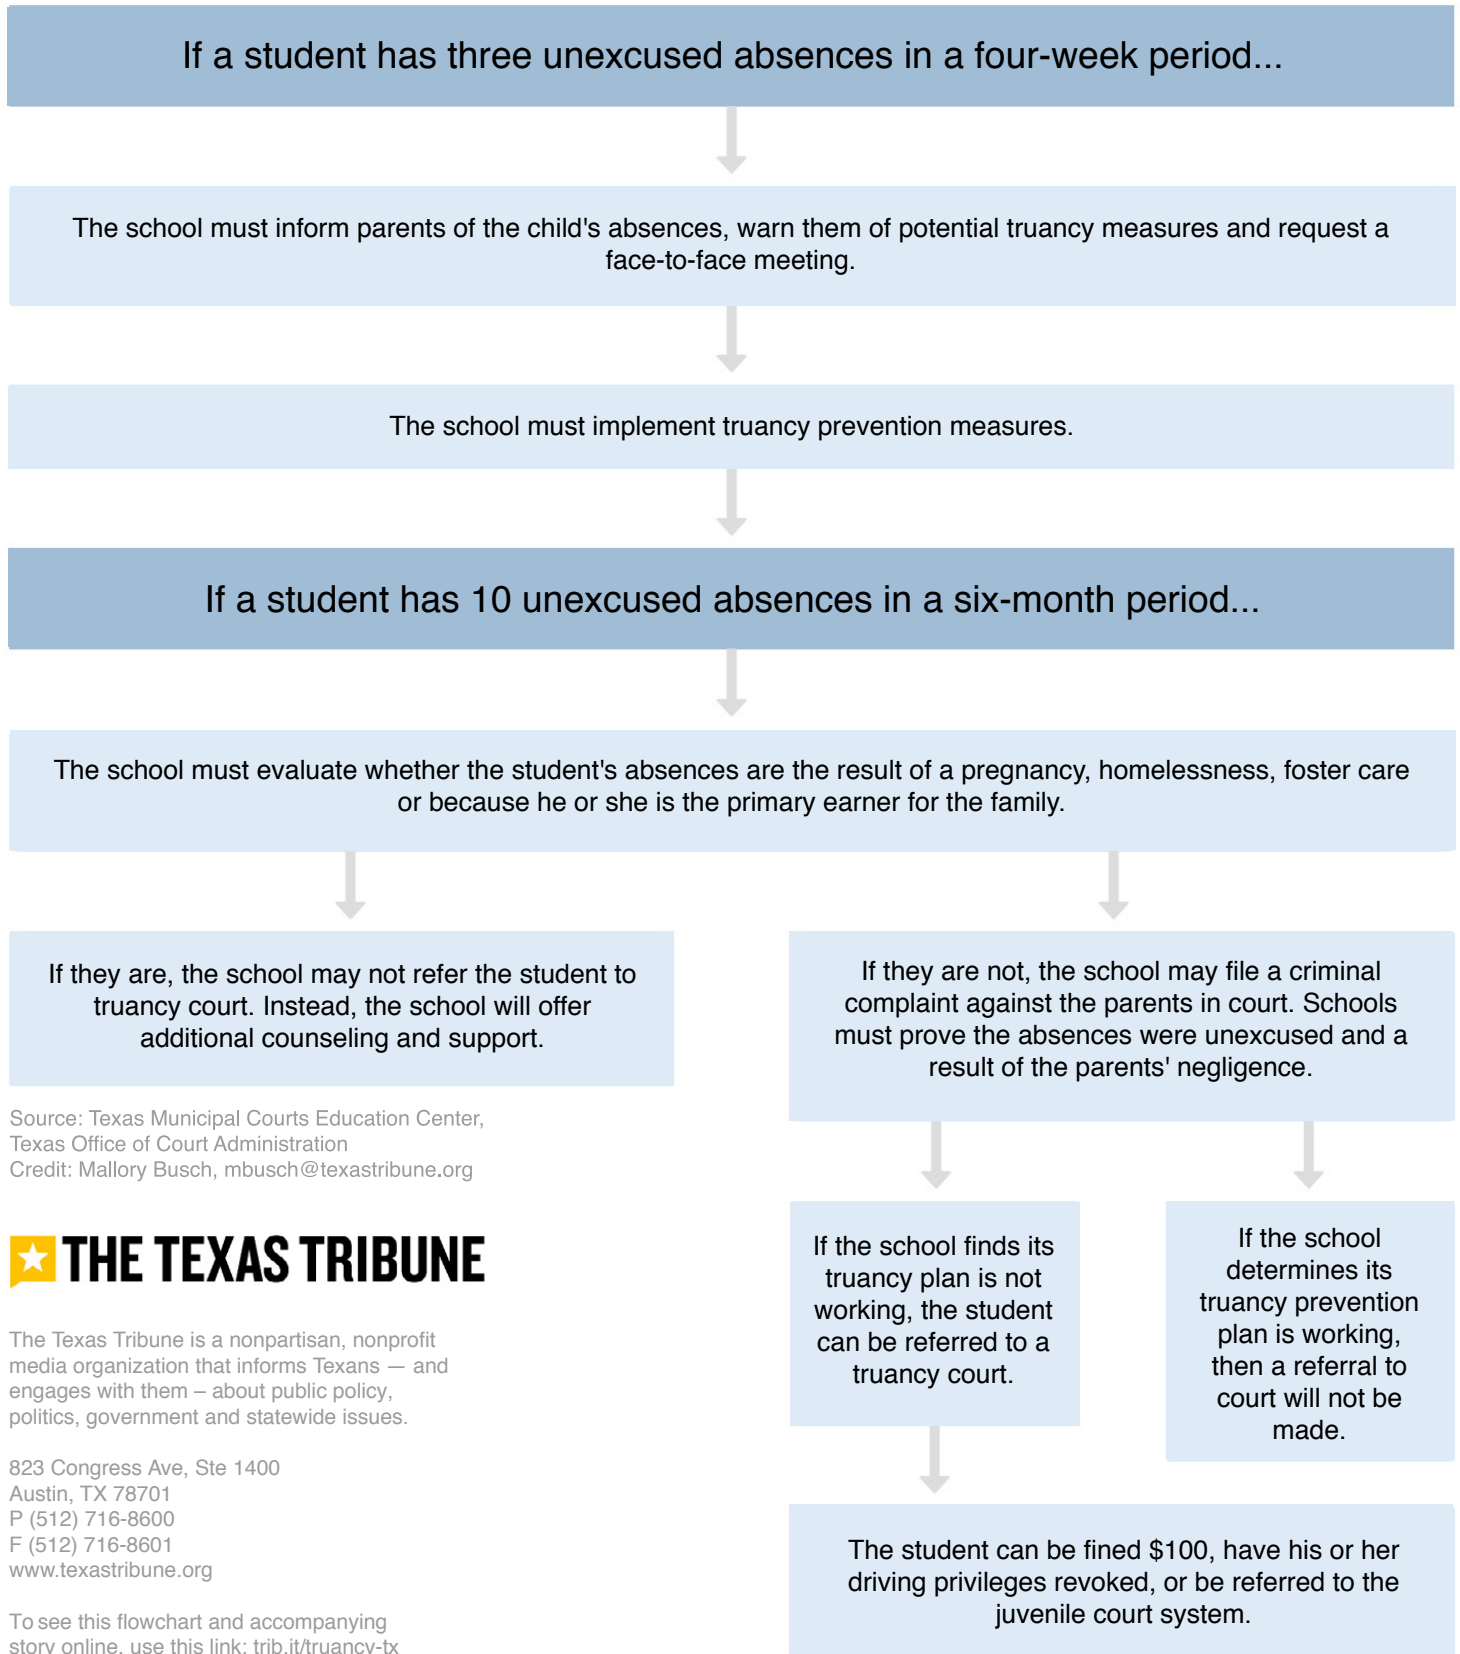 If a student has three unexcused absences in a four-week period...
The school must inform parents of the child's absences, warn them of potential truancy measures and request a
face-to-face meeting.
The school must implement truancy prevention measures.
If a student has 10 unexcused absences in a six-month period...
The school must evaluate whether the student's absences are the result of a pregnancy, homelessness, foster care
or because he or she is the primary earner for the family.
If they are, the school may not refer the student to
truancy court. Instead, the school will offer
additional counseling and support.
If they are not, the school may file a criminal
complaint against the parents in court. Schools
must prove the absences were unexcused and a
result of the parents' negligence.
If the school finds its
truancy plan is not
working, the student
can be referred to a
truancy court.
If the school
determines its
truancy prevention
plan is working,
then a referral to
court will not be
made.
The student can be fined $100, have his or her
driving privileges revoked, or be referred to the
juvenile court system.
Source: Texas Municipal Courts Education Center,
Texas Office of Court Administration
Credit: Mallory Busch, mbusch@texastribune.org
THE TEXAS TRIBUNE
The Texas Tribune is a nonpartisan, nonprofit
media organization that informs Texans — and
engages with them – about public policy,
politics, government and statewide issues.
823 Congress Ave, Ste 1400
Austin, TX 78701
P (512) 716-8600
F (512) 716-8601
www.texastribune.org
To see this flowchart and accompanying
story online, use this link: trib.it/truancy-tx